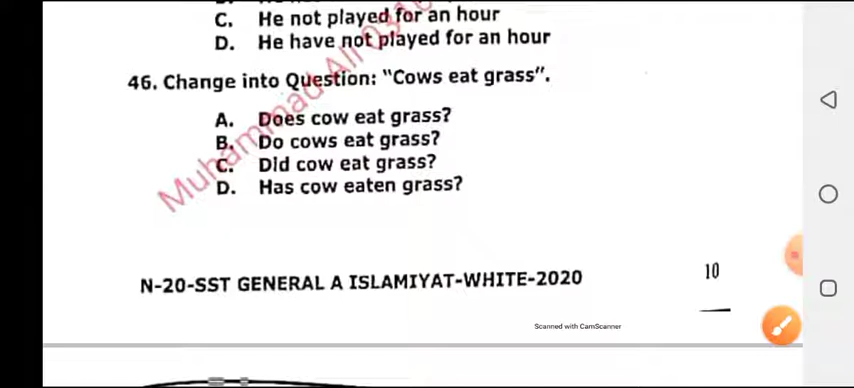 C. He not played for an hour
D. He have not played for an hour
46. Change into Question: "Cows eat grass".
A. Does cow eat grass?
B. Do cows eat grass?
C. Did cow eat grass?
D. Has cow eaten grass?
Muhammad Ali
N-20-SST GENERAL A ISLAMIYAT-WHITE-2020
10
Scanned with CamScanner